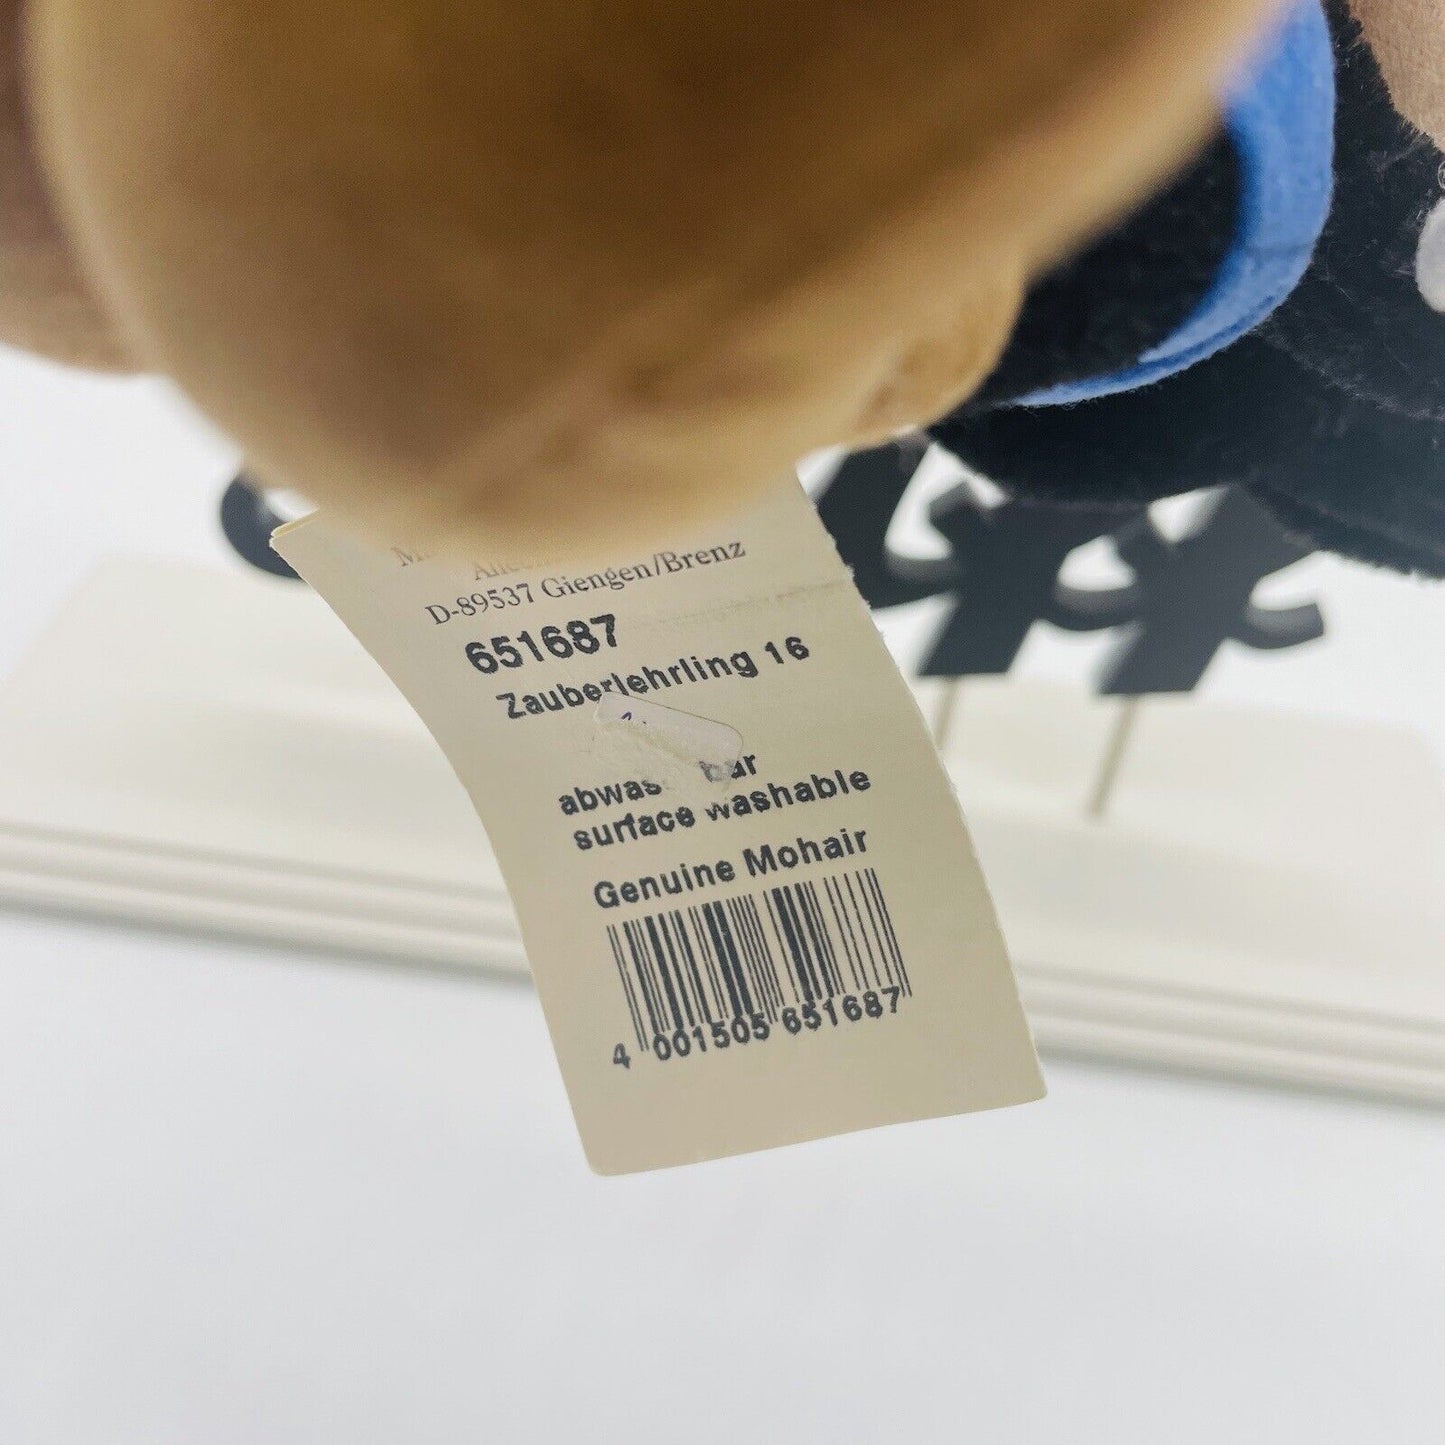 D-89537 Giengen/Brenz
651687
Zauberlehrling 16
surface washable
Genuine Mohair
4 001505 651687